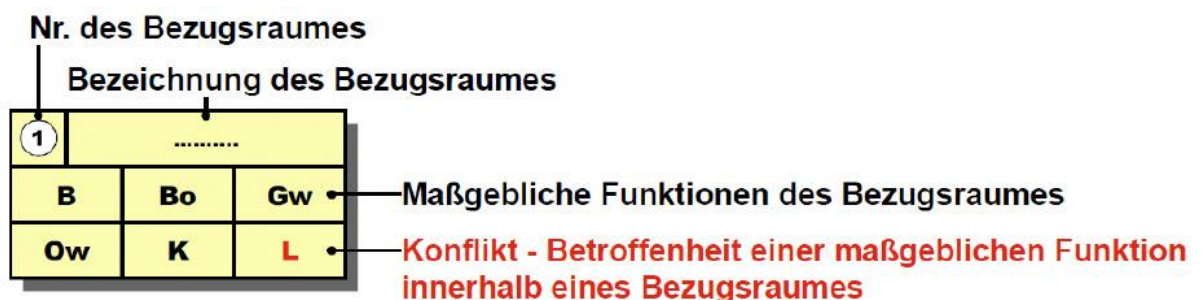 Nr. des Bezugsraumes
Bezeichnung des Bezugsraumes
1 ..........
B Bo Gw Maßgebliche Funktionen des Bezugsraumes
Ow K L Konflikt - Betroffenheit einer maßgeblichen Funktion
innerhalb eines Bezugsraumes